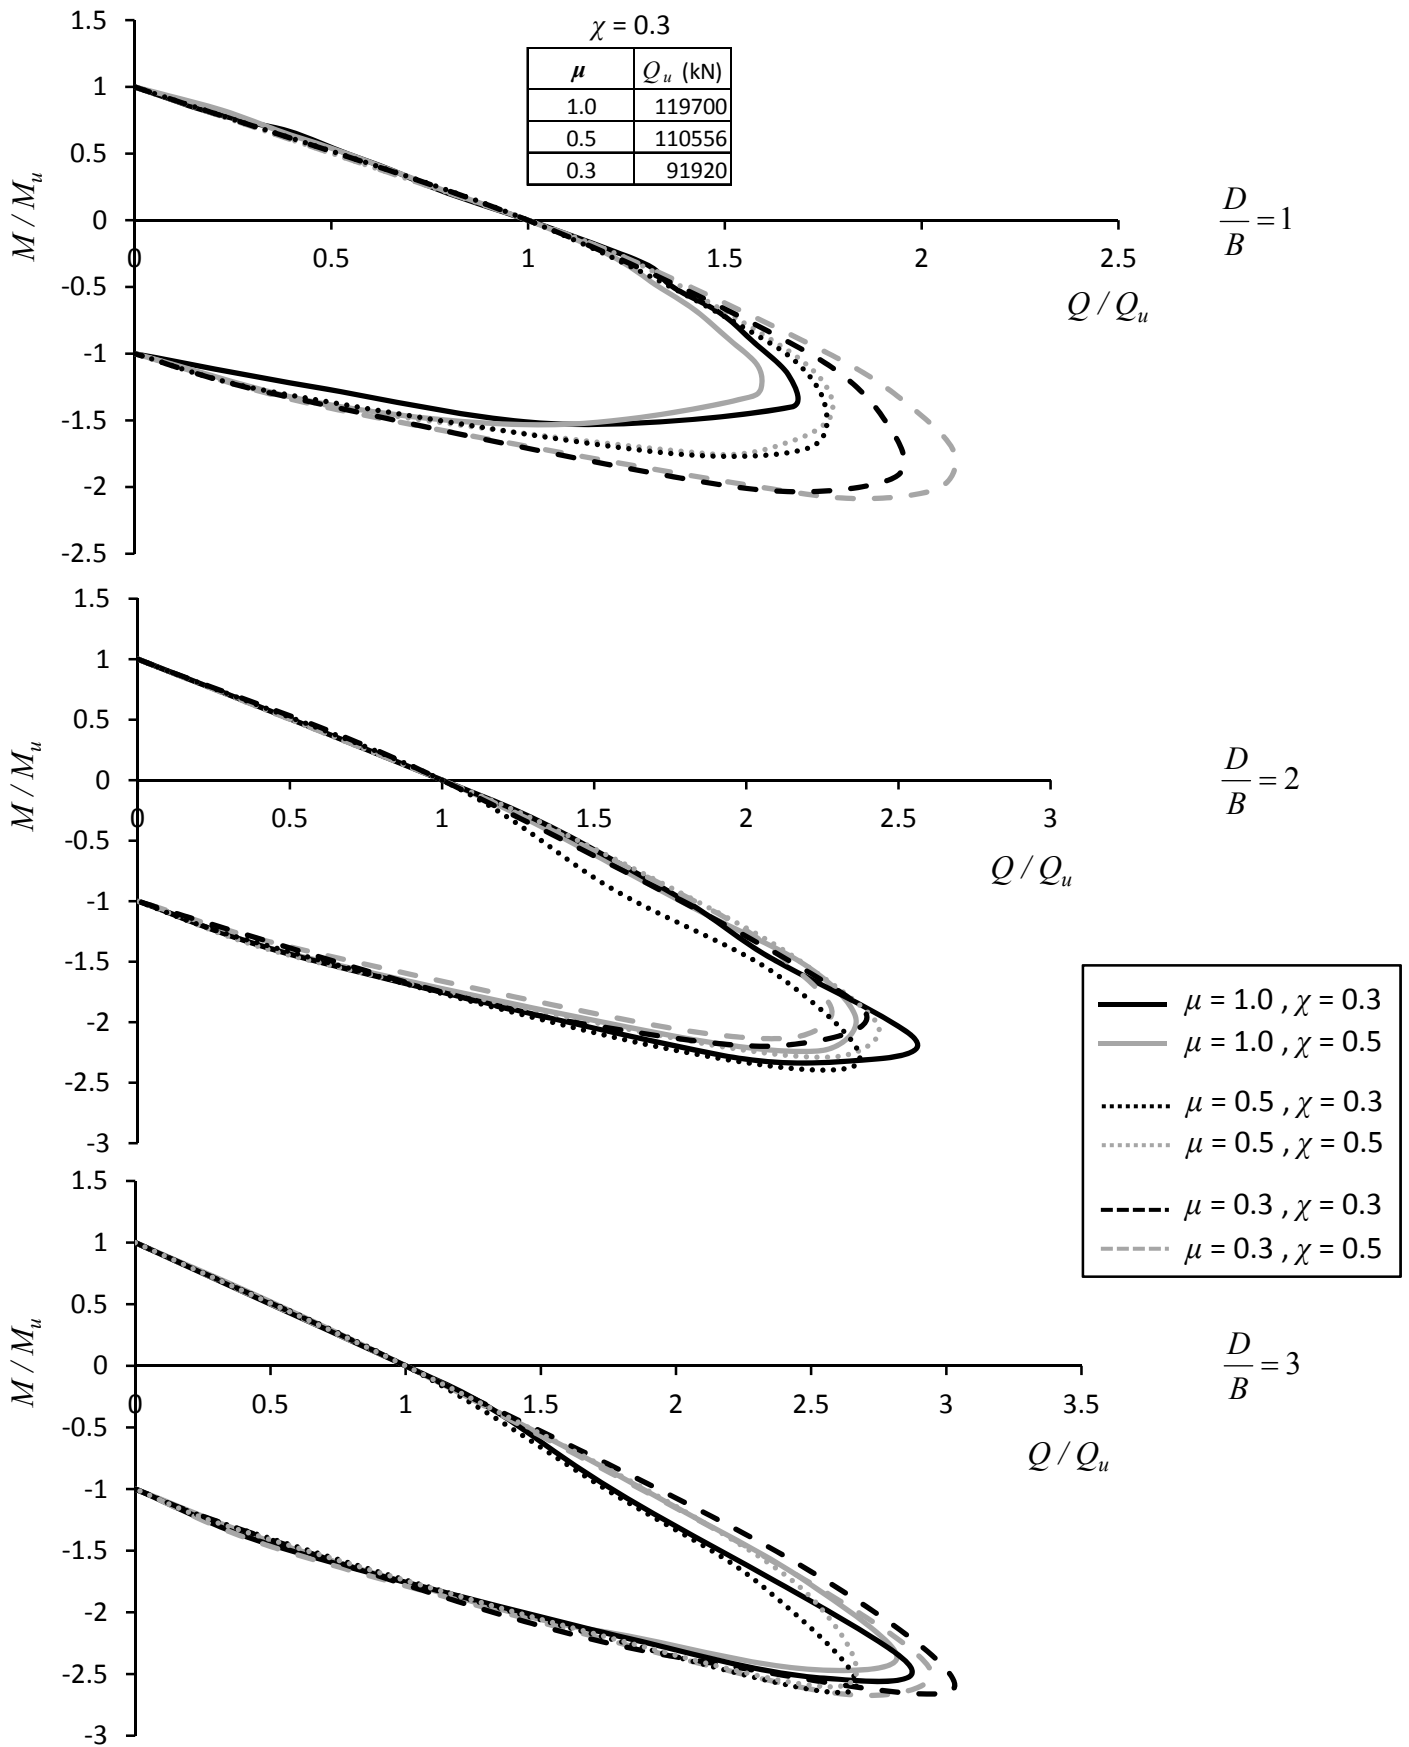 χ = 0.3
μ Q_u (kN)
1.0 119700
0.5 110556
0.3 91920
M / M_u
1.5
1
0.5
0
-0.5
-1
-1.5
-2
-2.5
0 0.5 1 1.5 2 2.5
Q / Q_u
D/B = 1
M / M_u
1.5
1
0.5
0
-0.5
-1
-1.5
-2
-2.5
-3
0 0.5 1 1.5 2 2.5 3
Q / Q_u
D/B = 2
μ = 1.0 , χ = 0.3
μ = 1.0 , χ = 0.5
μ = 0.5 , χ = 0.3
μ = 0.5 , χ = 0.5
μ = 0.3 , χ = 0.3
μ = 0.3 , χ = 0.5
M / M_u
1.5
1
0.5
0
-0.5
-1
-1.5
-2
-2.5
-3
0 0.5 1 1.5 2 2.5 3 3.5
Q / Q_u
D/B = 3